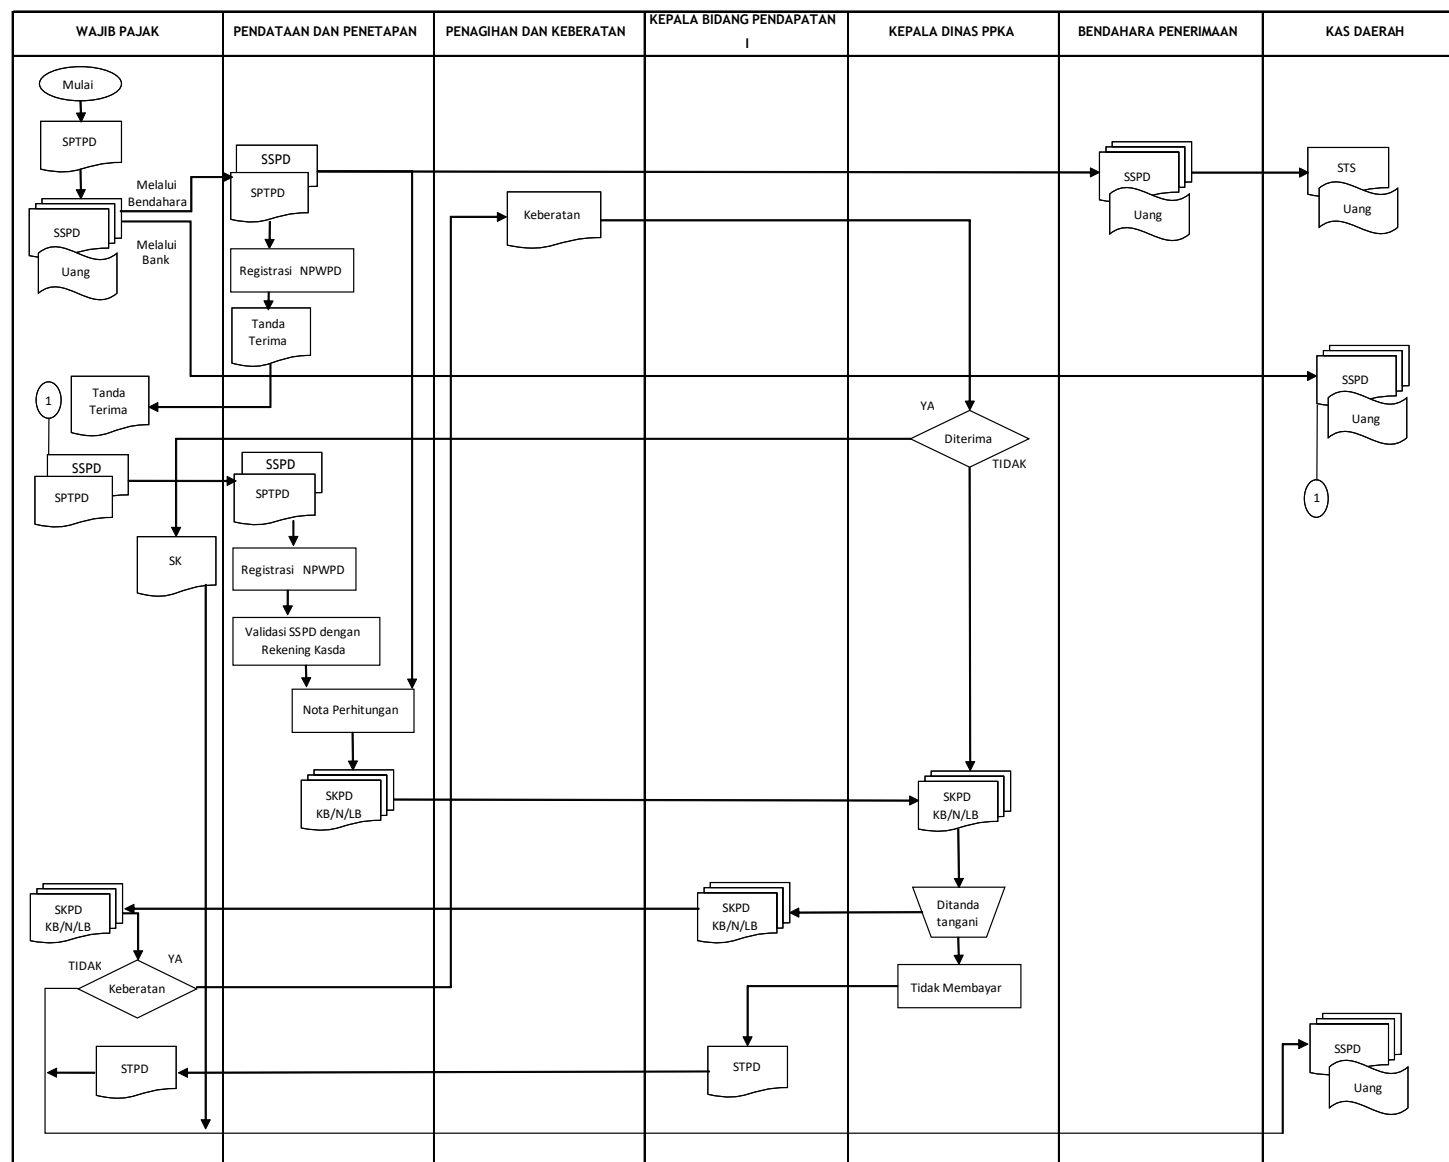 WAJIB PAJAK
PENDATAAN DAN PENETAPAN
PENAGIHAN DAN KEBERATAN
KEPALA BIDANG PENDAPATAN
I
KEPALA DINAS PPKA
BENDAHARA PENERIMAAN
KAS DAERAH
Mulai
SPTPD
Melalui
Bendahara
SSPD
Uang
Melalui
Bank
SSPD
SPTPD
Registrasi NPWPD
Tanda
Terima
Keberatan
SSPD
Uang
STS
Uang
1
Tanda
Terima
SSPD
Uang
1
YA
Diterima
TIDAK
SSPD
SPTPD
SSPD
SPTPD
SK
Registrasi NPWPD
Validasi SSPD dengan
Rekening Kasda
Nota Perhitungan
SKPD
KB/N/LB
SKPD
KB/N/LB
SKPD
KB/N/LB
SKPD
KB/N/LB
Ditanda
tangani
TIDAK
YA
Keberatan
Tidak Membayar
STPD
STPD
SSPD
Uang